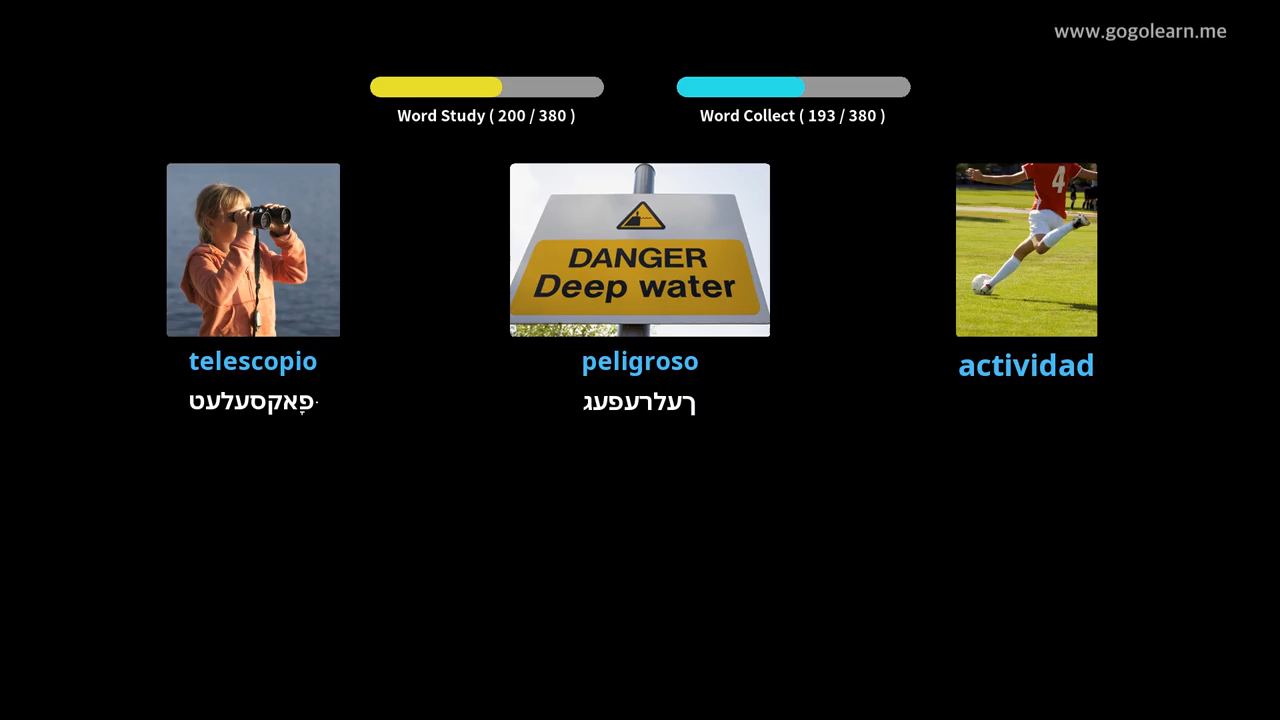 www.gogolearn.me
Word Study ( 200 / 380 )
Word Collect ( 193 / 380 )
telescopio
טעלעסקאָפּ
peligroso
געפערלעך
actividad
4
DANGER
Deep water